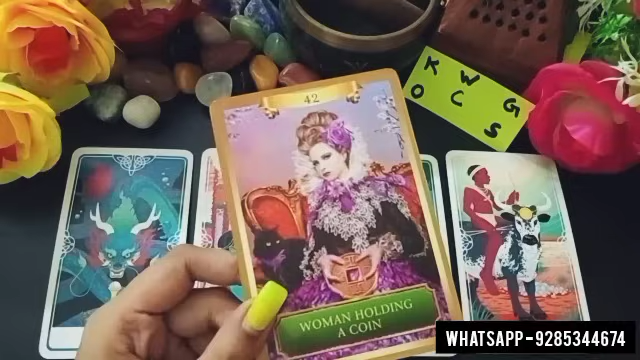 42
K W G
O C S
WOMAN HOLDING
A COIN
WHATSAPP-9285344674